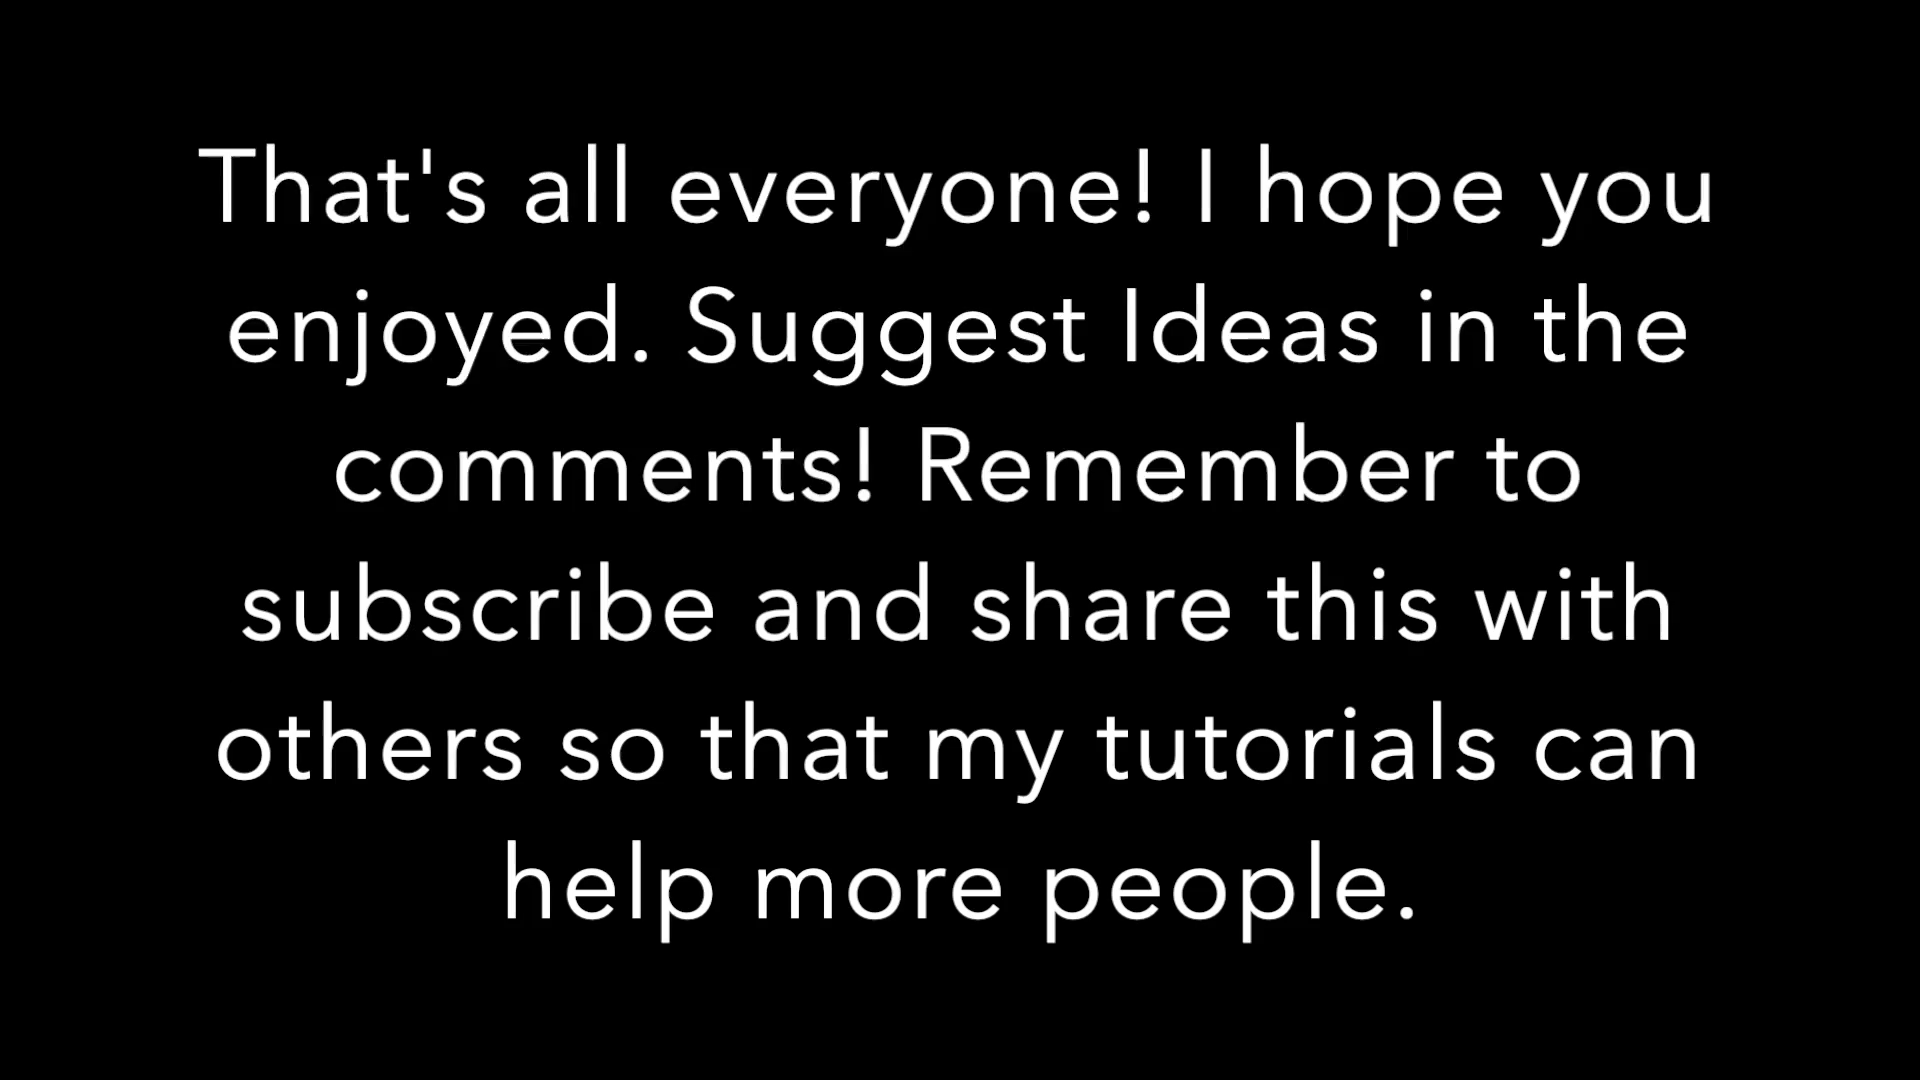 That's all everyone! I hope you
enjoyed. Suggest Ideas in the
comments! Remember to
subscribe and share this with
others so that my tutorials can
help more people.